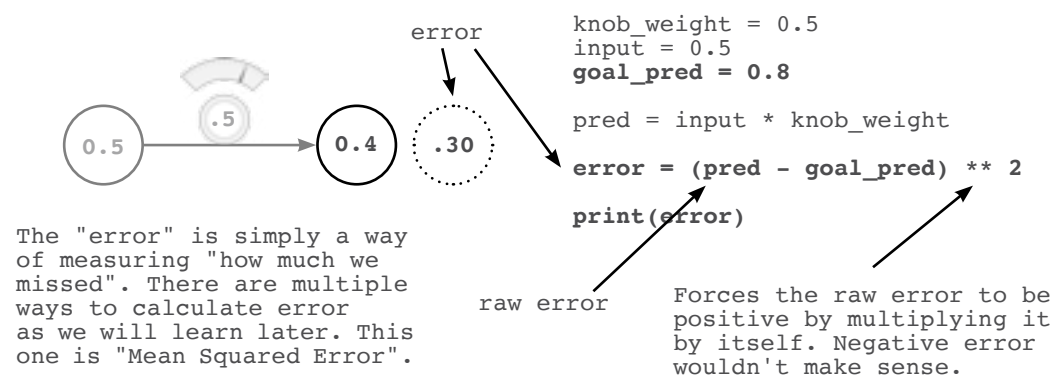 error
.5
0.5
0.4
.30
The "error" is simply a way
of measuring "how much we
missed". There are multiple
ways to calculate error
as we will learn later. This
one is "Mean Squared Error".
knob_weight = 0.5
input = 0.5
goal_pred = 0.8
pred = input * knob_weight
error = (pred - goal_pred) ** 2
print(error)
raw error
Forces the raw error to be
positive by multiplying it
by itself. Negative error
wouldn't make sense.